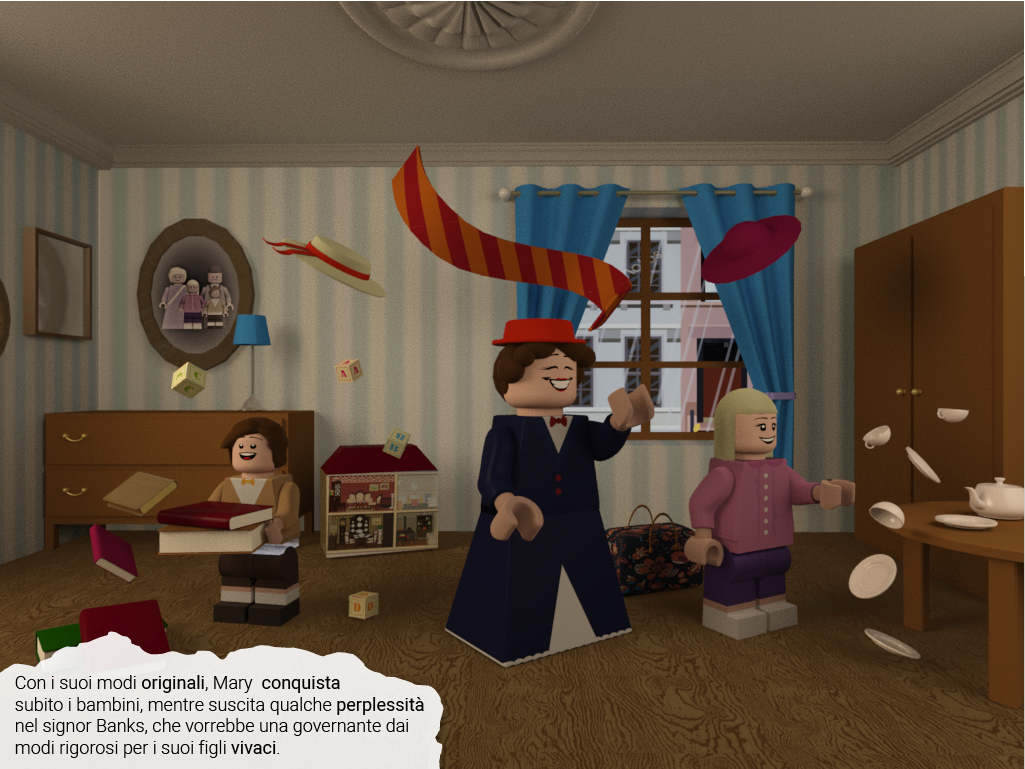 A A
D D
Con i suoi modi originali, Mary conquista
subito i bambini, mentre suscita qualche perplessità
nel signor Banks, che vorrebbe una governante dai
modi rigorosi per i suoi figli vivaci.